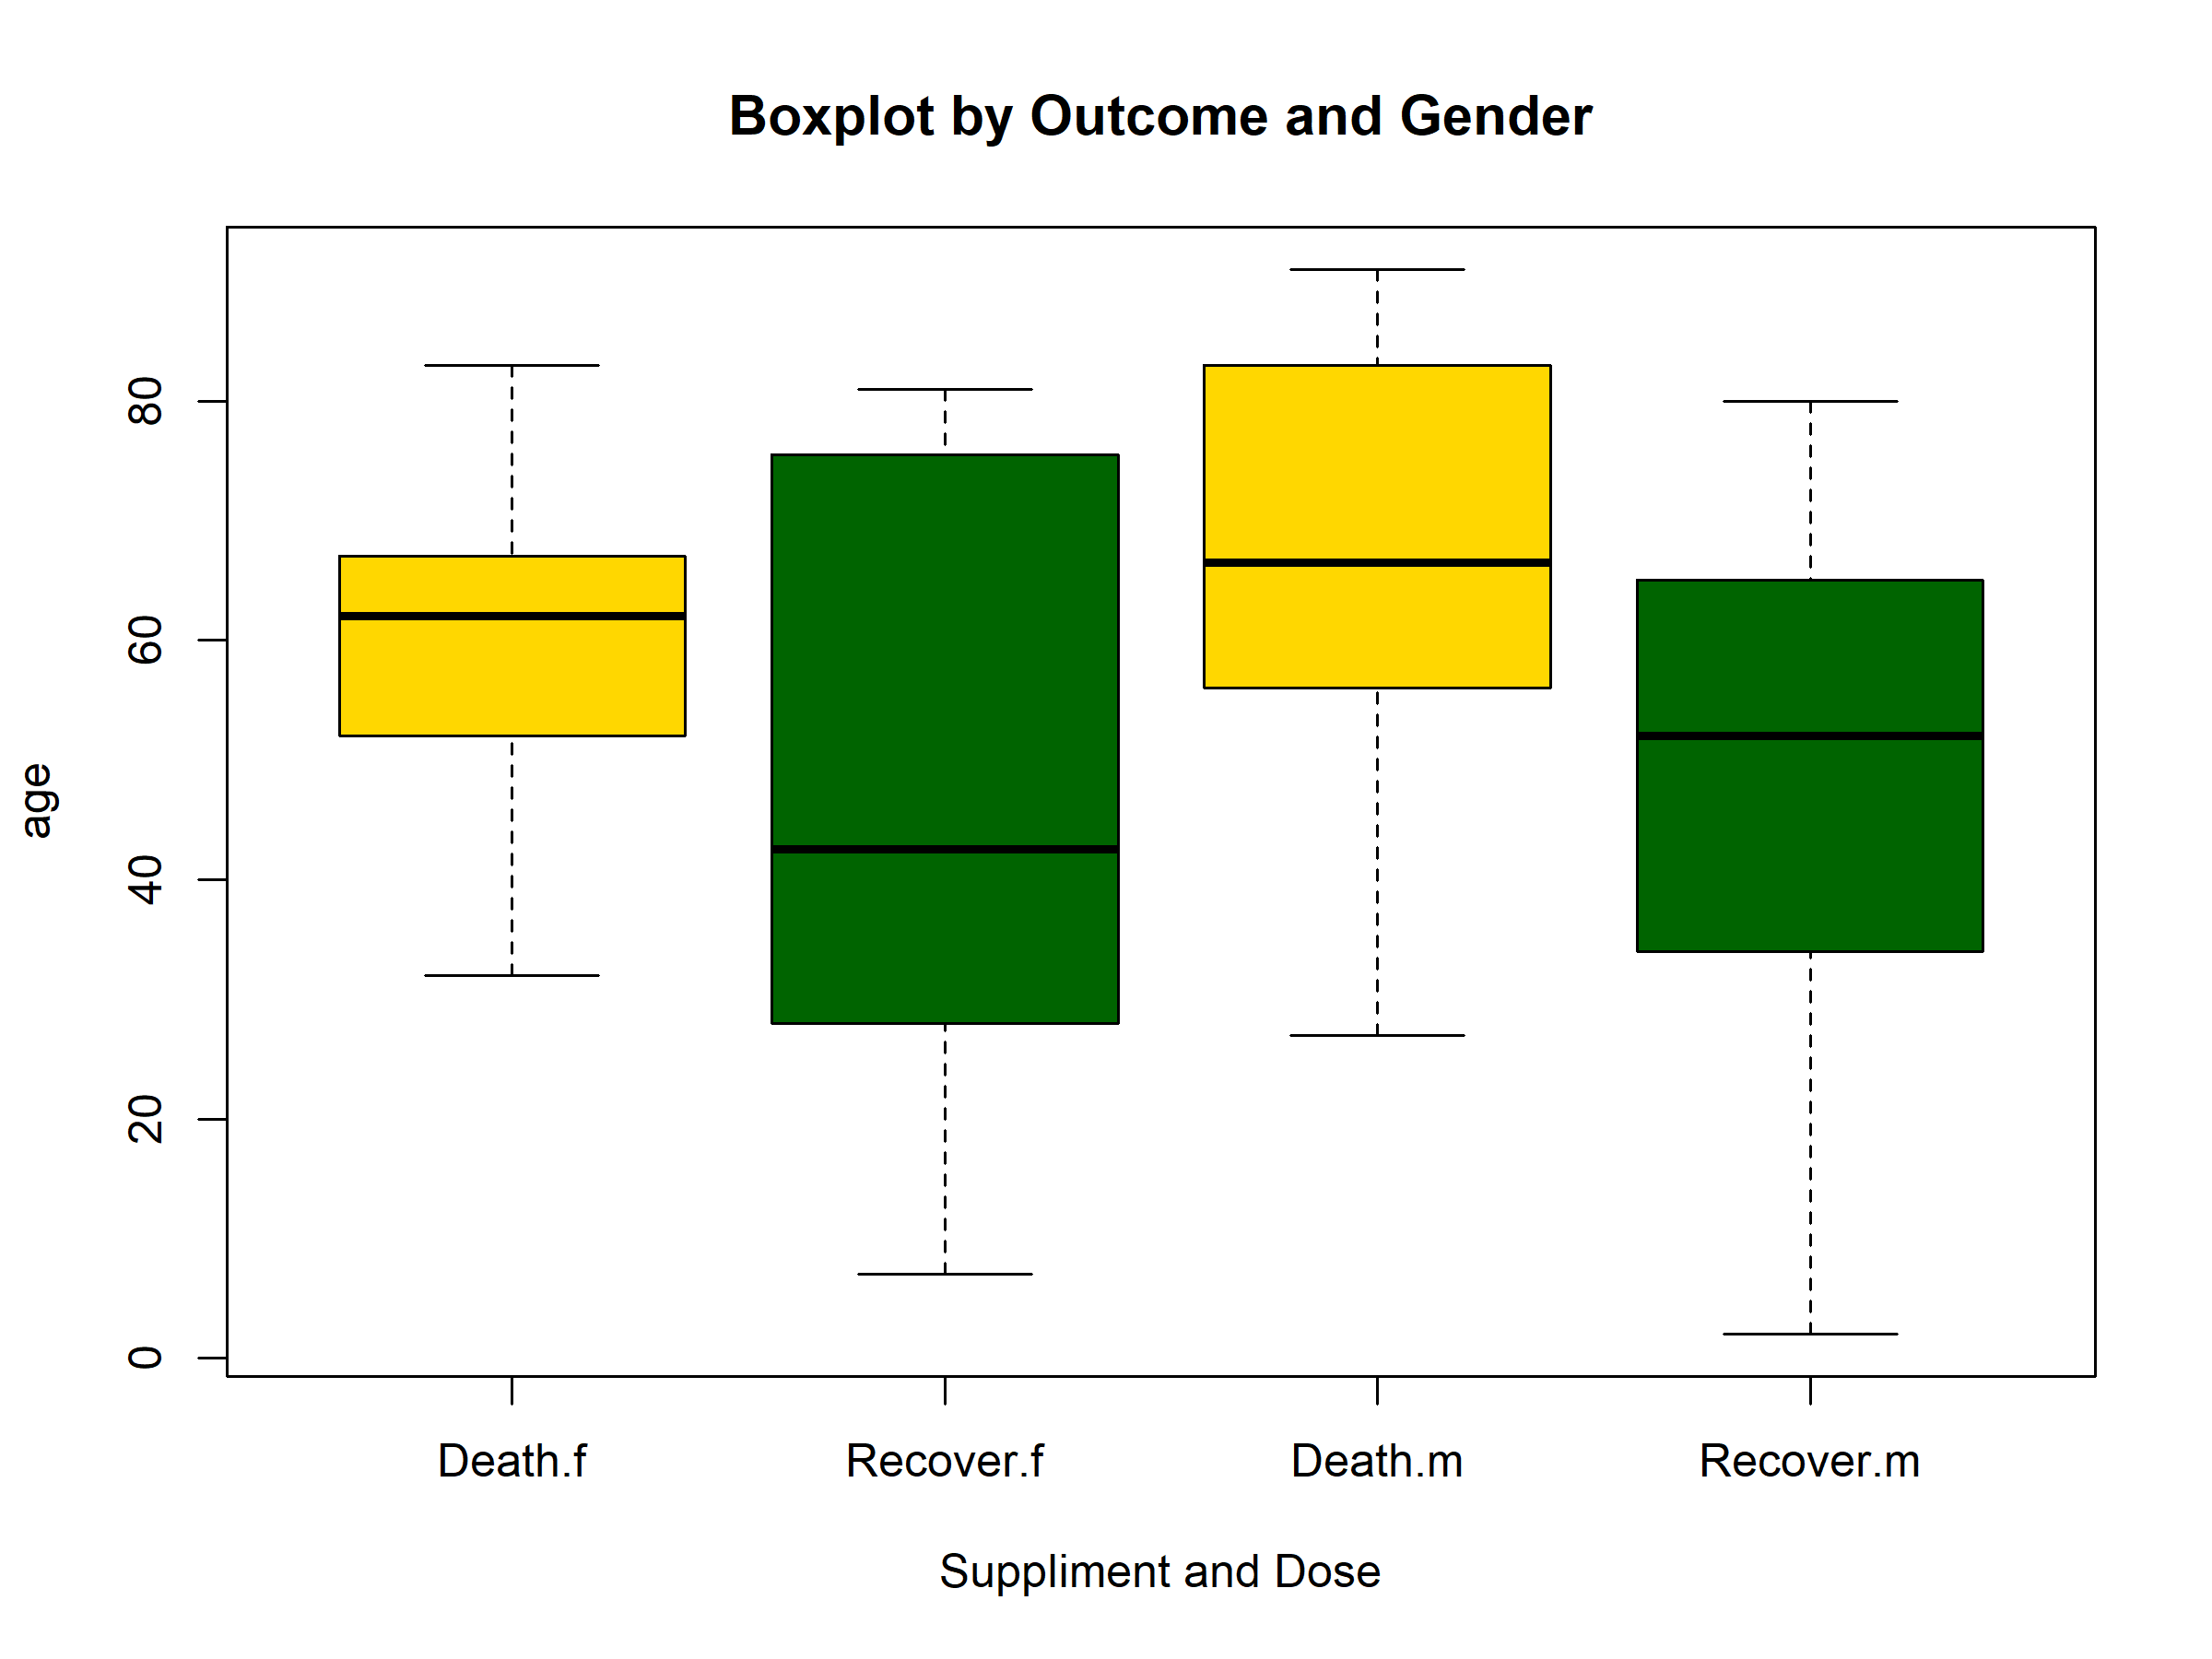 Boxplot by Outcome and Gender
age
80
60
40
20
0
Death.f
Recover.f
Death.m
Recover.m
Suppliment and Dose